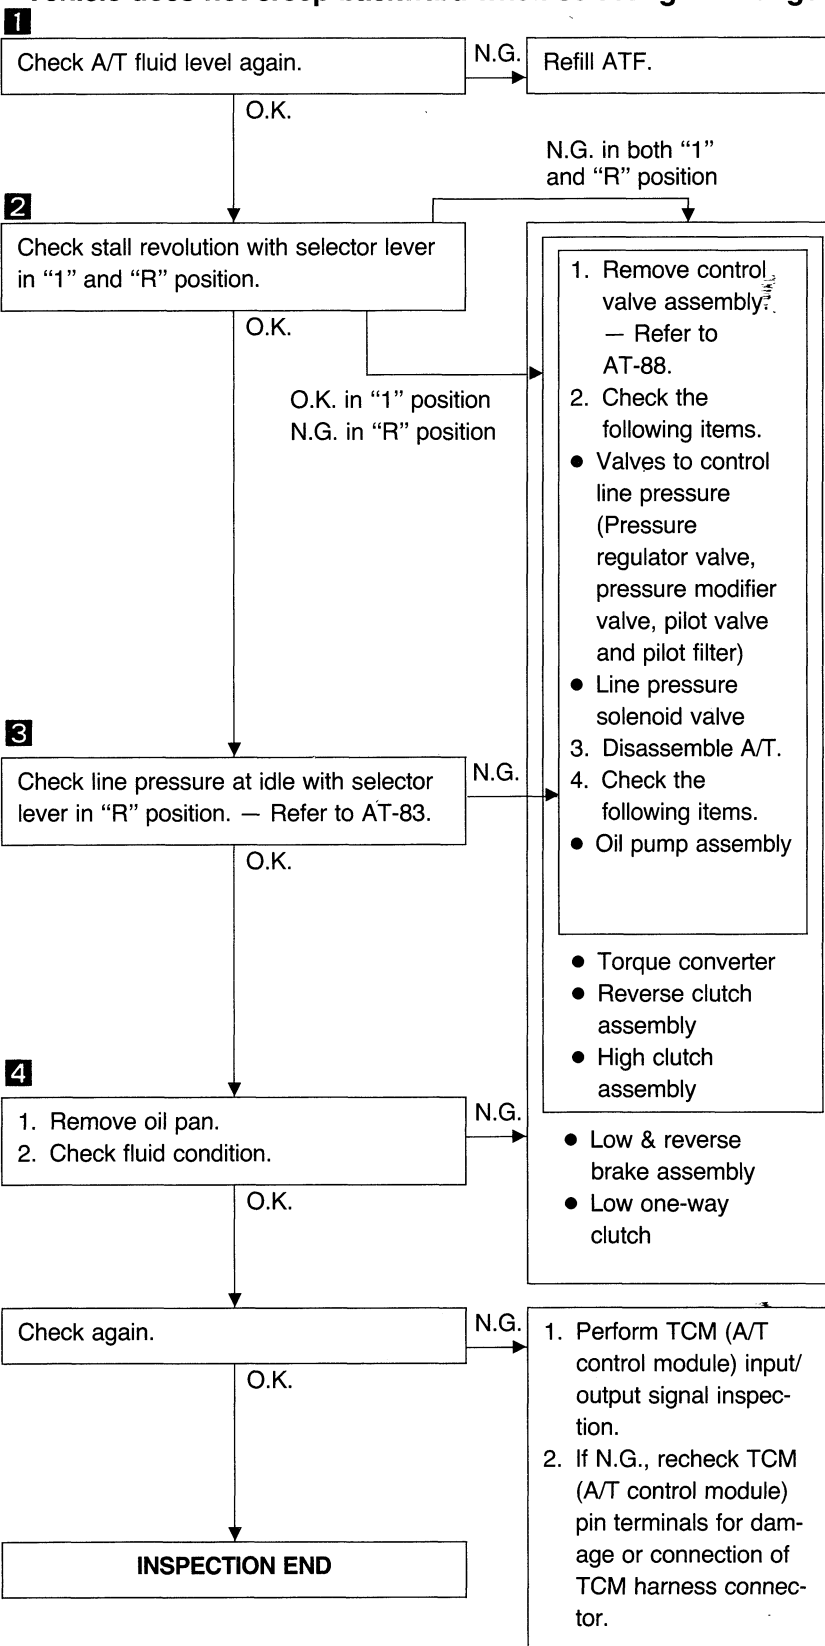 1
Check A/T fluid level again.
N.G.
Refill ATF.
O.K.
N.G. in both “1”
and “R” position
2
Check stall revolution with selector lever
in “1” and “R” position.
O.K.
O.K. in “1” position
N.G. in “R” position
1. Remove control
valve assembly.
— Refer to
AT-88.
2. Check the
following items.
● Valves to control
line pressure
(Pressure
regulator valve,
pressure modifier
valve, pilot valve
and pilot filter)
● Line pressure
solenoid valve
3. Disassemble A/T.
4. Check the
following items.
● Oil pump assembly
● Torque converter
● Reverse clutch
assembly
● High clutch
assembly
● Low & reverse
brake assembly
● Low one-way
clutch
3
Check line pressure at idle with selector
lever in “R” position. — Refer to AT-83.
N.G.
O.K.
4
1. Remove oil pan.
2. Check fluid condition.
N.G.
O.K.
Check again.
N.G.
O.K.
1. Perform TCM (A/T
control module) input/
output signal inspec-
tion.
2. If N.G., recheck TCM
(A/T control module)
pin terminals for dam-
age or connection of
TCM harness connec-
tor.
INSPECTION END